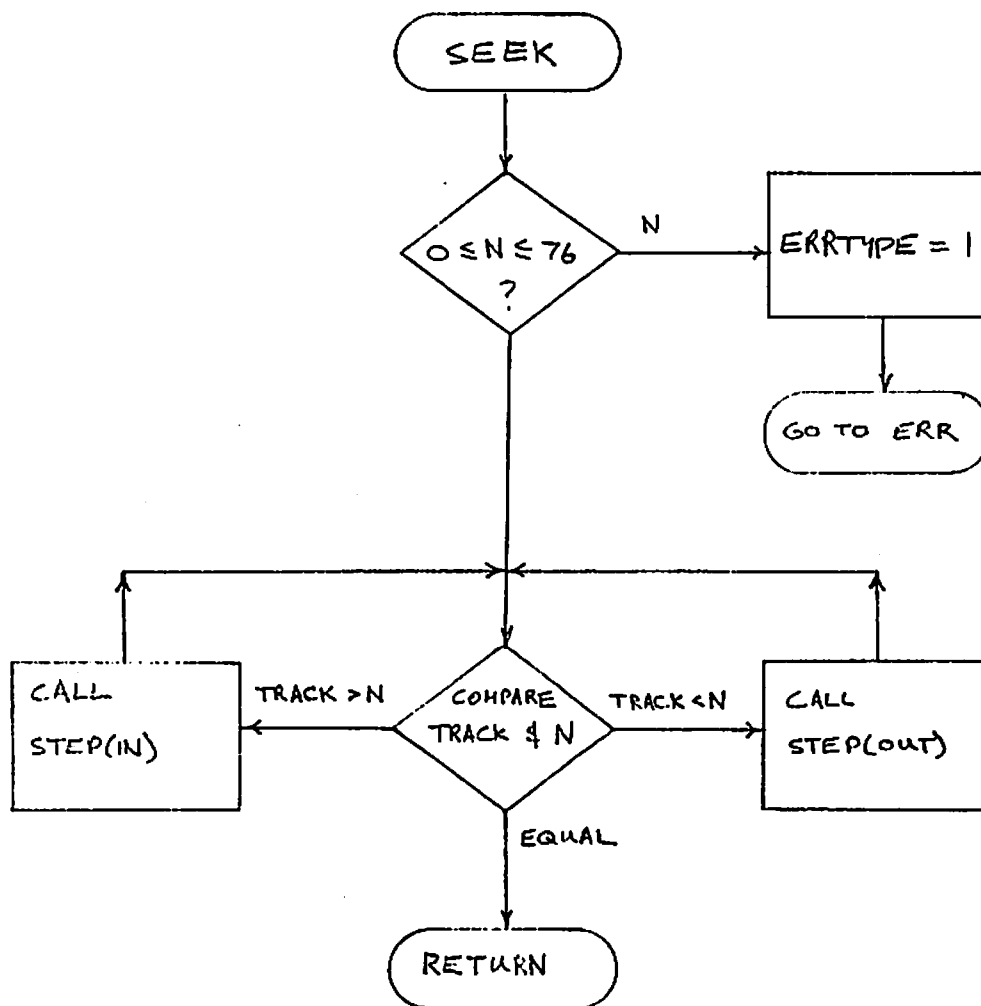 SEEK
0 ≤ N ≤ 76
?
N
ERRTYPE = 1
GO TO ERR
CALL
STEP(IN)
TRACK > N
COMPARE
TRACK & N
TRACK < N
CALL
STEP(OUT)
EQUAL
RETURN